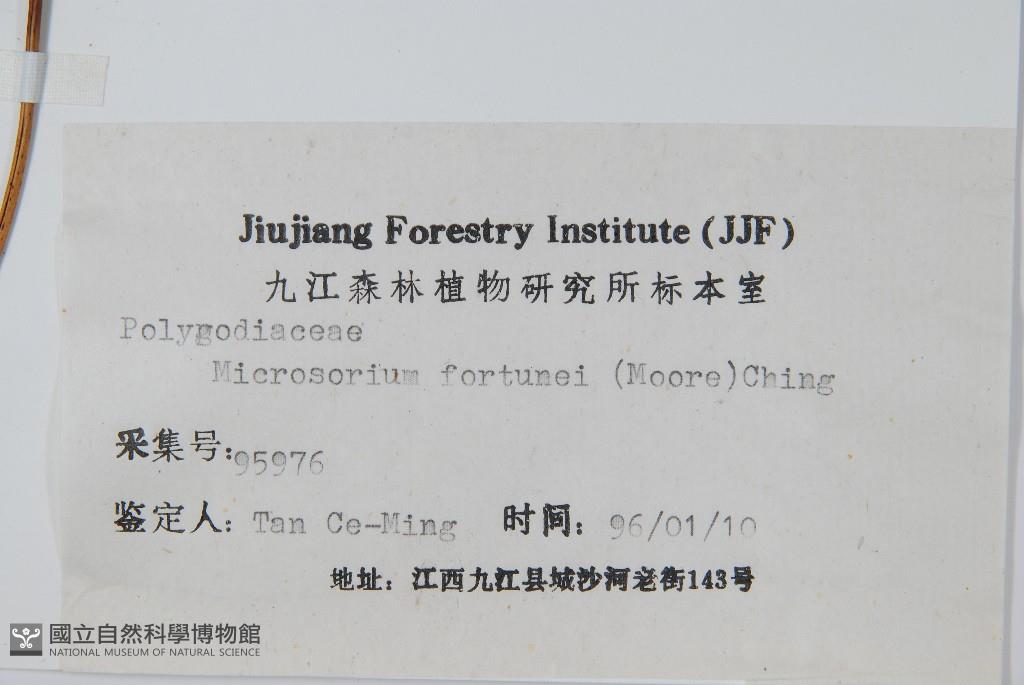 Jiujiang Forestry Institute (JJF)
九江森林植物研究所标本室
Polygodiaceae
Microsorium fortunei (Moore)Ching
采集号:95976
鉴定人: Tan Ce-Ming 时间: 96/01/10
地址: 江西九江县城沙河老街143号
國立自然科學博物館
NATIONAL MUSEUM OF NATURAL SCIENCE